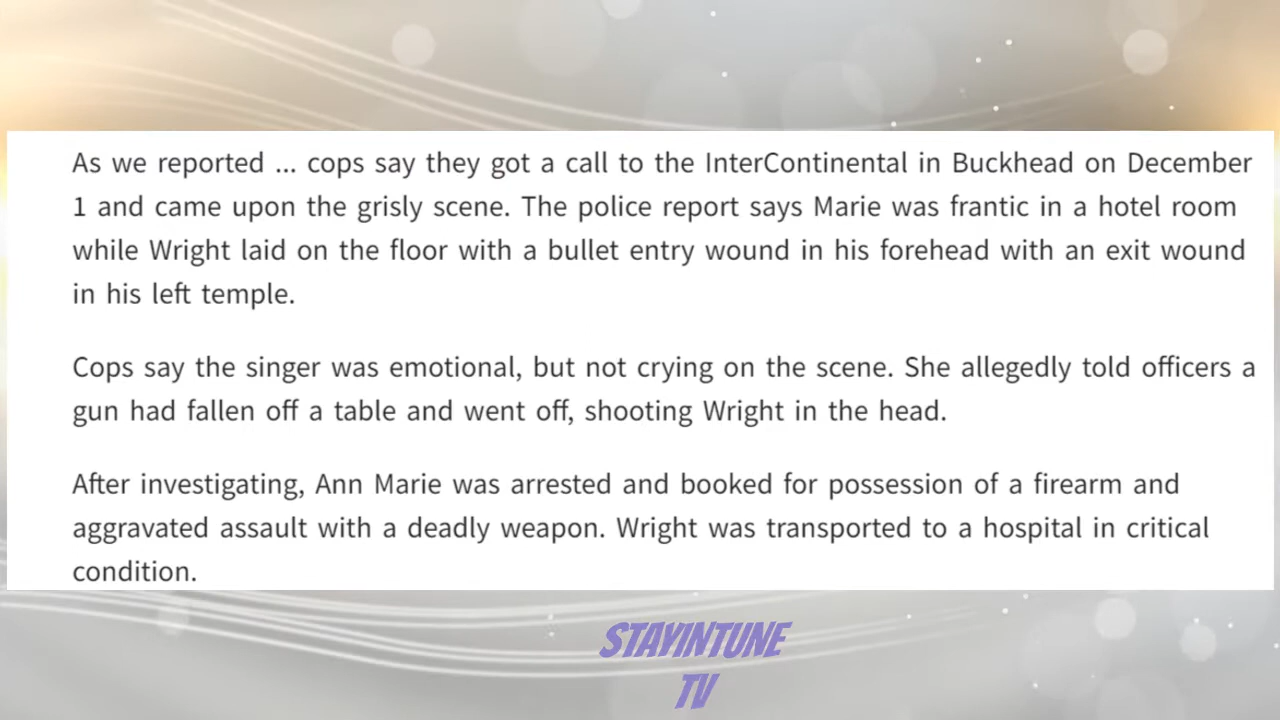 As we reported ... cops say they got a call to the InterContinental in Buckhead on December
1 and came upon the grisly scene. The police report says Marie was frantic in a hotel room
while Wright laid on the floor with a bullet entry wound in his forehead with an exit wound
in his left temple.
Cops say the singer was emotional, but not crying on the scene. She allegedly told officers a
gun had fallen off a table and went off, shooting Wright in the head.
After investigating, Ann Marie was arrested and booked for possession of a firearm and
aggravated assault with a deadly weapon. Wright was transported to a hospital in critical
condition.
STAYINTUNE
TV